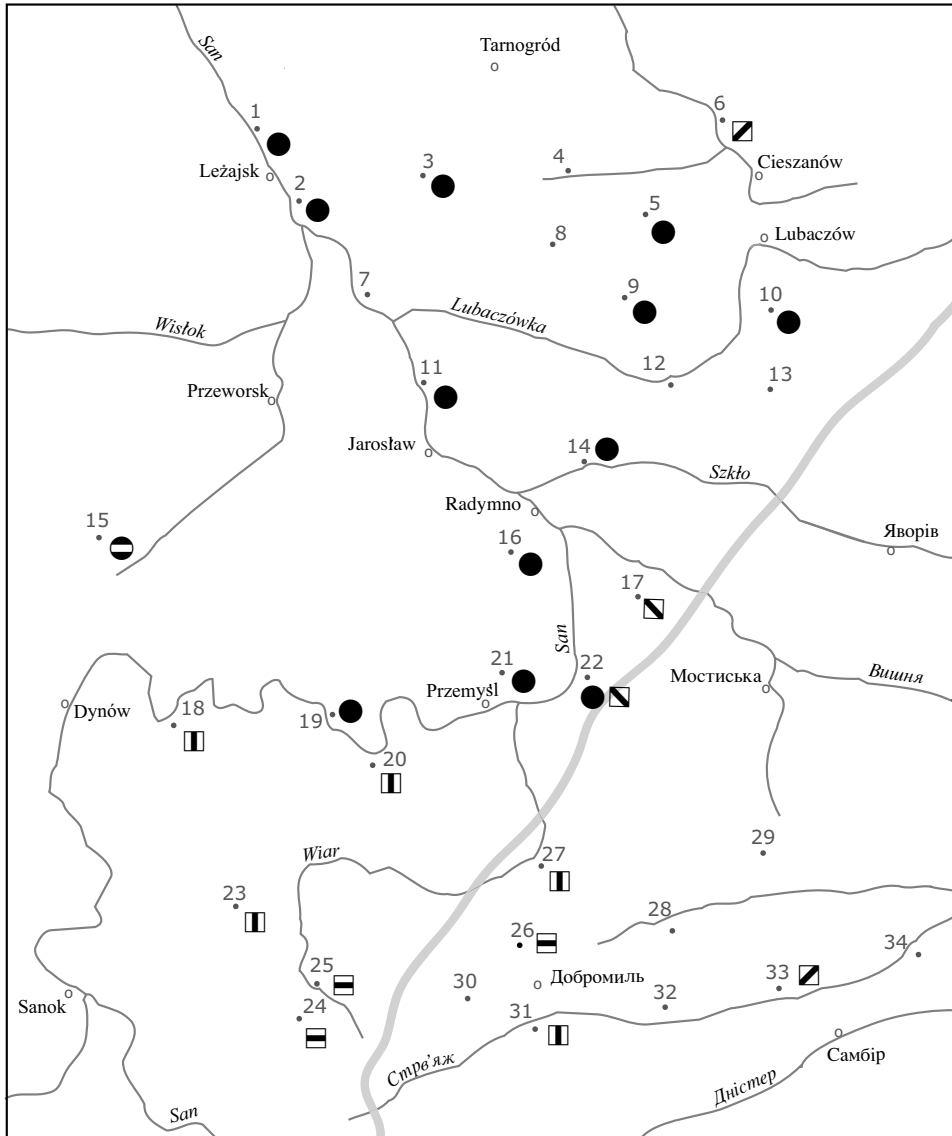 San
Tarnogród
1
6
3
4
Leżajsk
Cieszanów
2
5
8
Lubaczów
7
9
10
Lubaczówka
Wisłok
11
12
13
Przeworsk
Jarosław
14
Szkło
Radymno
15
16
Яворів
17
San
21
22
Мостиська
Вишня
Przemyśl
Dynów
18
19
20
Wiar
27
29
23
28
26
34
25
Добромиль
33
Sanok
30
32
24
31
Самбір
Стрв’яж
Дністер
San